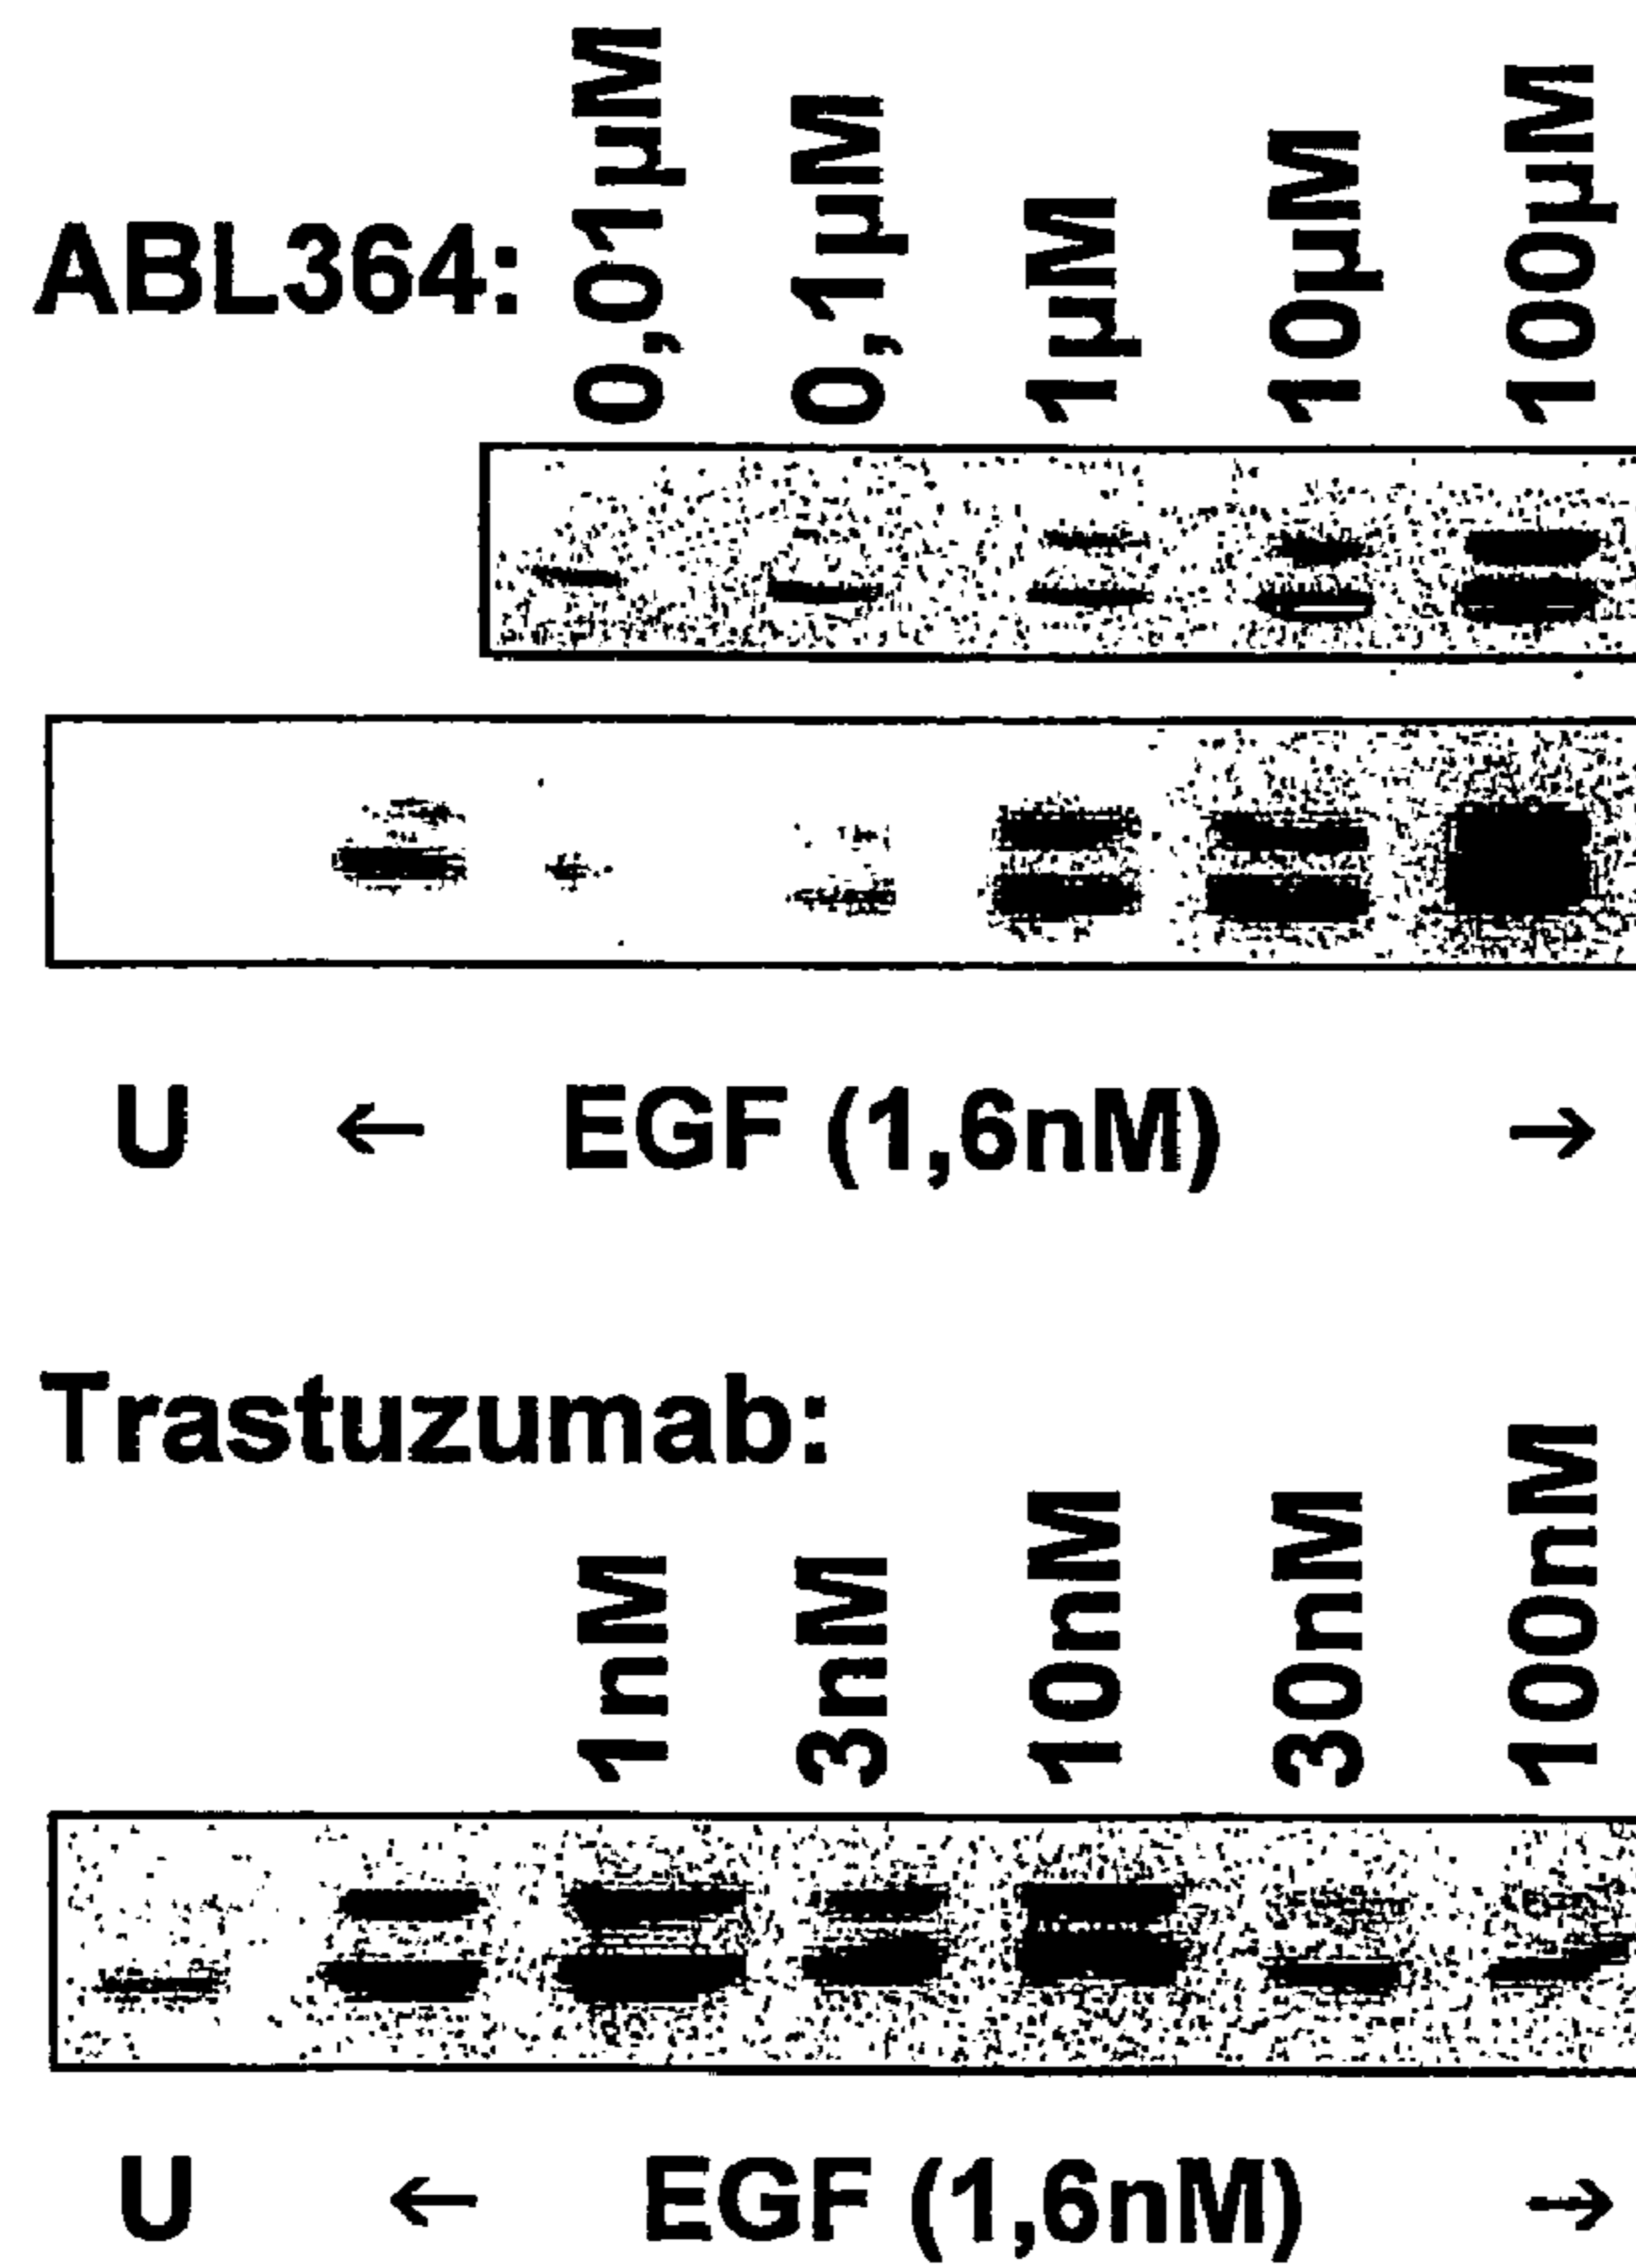 ABL364: 0,01µM 0,1µM 1µM 10µM 100µM
U ← EGF (1,6nM) →
Trastuzumab:
1nM 3nM 10nM 30nM 100nM
U ← EGF (1,6nM) →